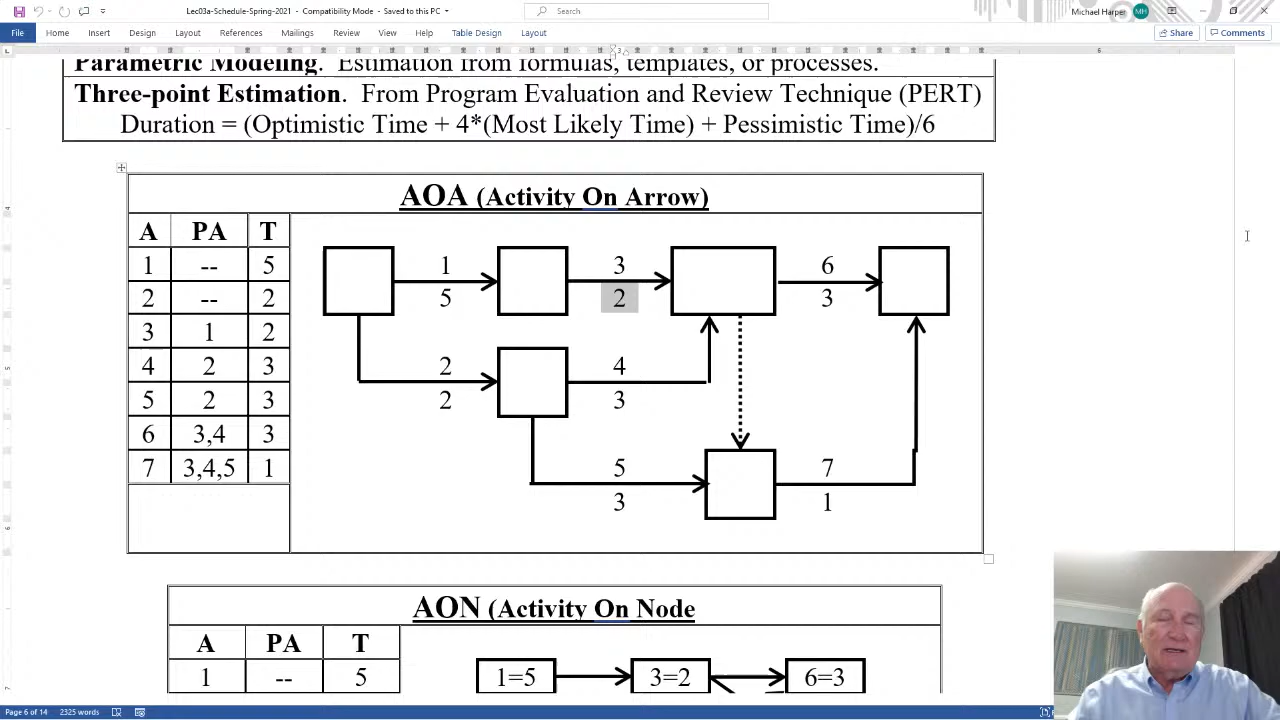 Lec03a-Schedule-Spring-2021 - Compatibility Mode - Saved to this PC
Search
Michael Harper
MH
File Home Insert Draw Design Layout References Mailings Review View Help Table Design Layout
Share
Comments
Parametric Modeling. Estimation from formulas, templates, or processes.
Three-point Estimation. From Program Evaluation and Review Technique (PERT)
Duration = (Optimistic Time + 4*(Most Likely Time) + Pessimistic Time)/6
AOA (Activity On Arrow)
A PA T
1 -- 5
2 -- 2
3 1 2
4 2 3
5 2 3
6 3,4 3
7 3,4,5 1
1 3 6
5 2 3
2 4
2 3
5 7
3 1
AON (Activity On Node
A PA T
1 -- 5
1=5 3=2 6=3
Page 6 of 14 2325 words